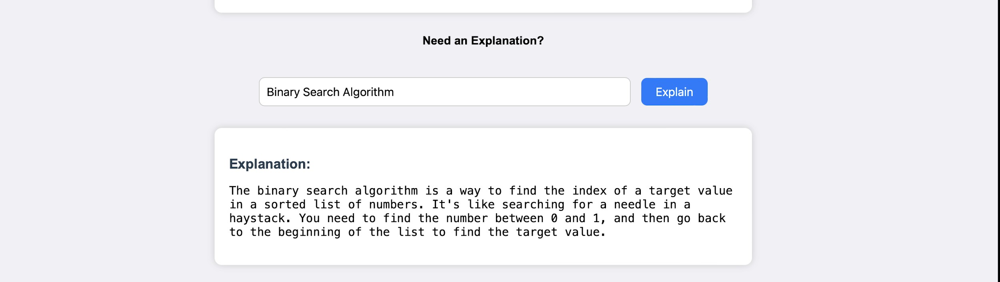 Need an Explanation?
Binary Search Algorithm
Explain
Explanation:
The binary search algorithm is a way to find the index of a target value
in a sorted list of numbers. It's like searching for a needle in a
haystack. You need to find the number between 0 and 1, and then go back
to the beginning of the list to find the target value.